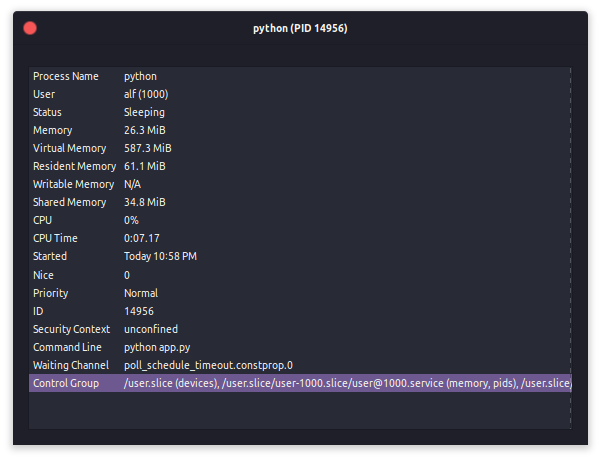 python (PID 14956)
Process Name python
User alf (1000)
Status Sleeping
Memory 26.3 MiB
Virtual Memory 587.3 MiB
Resident Memory 61.1 MiB
Writable Memory N/A
Shared Memory 34.8 MiB
CPU 0%
CPU Time 0:07.17
Started Today 10:58 PM
Nice 0
Priority Normal
ID 14956
Security Context unconfined
Command Line python app.py
Waiting Channel poll_schedule_timeout.constprop.0
Control Group /user.slice (devices), /user.slice/user-1000.slice/user@1000.service (memory, pids), /user.slice/